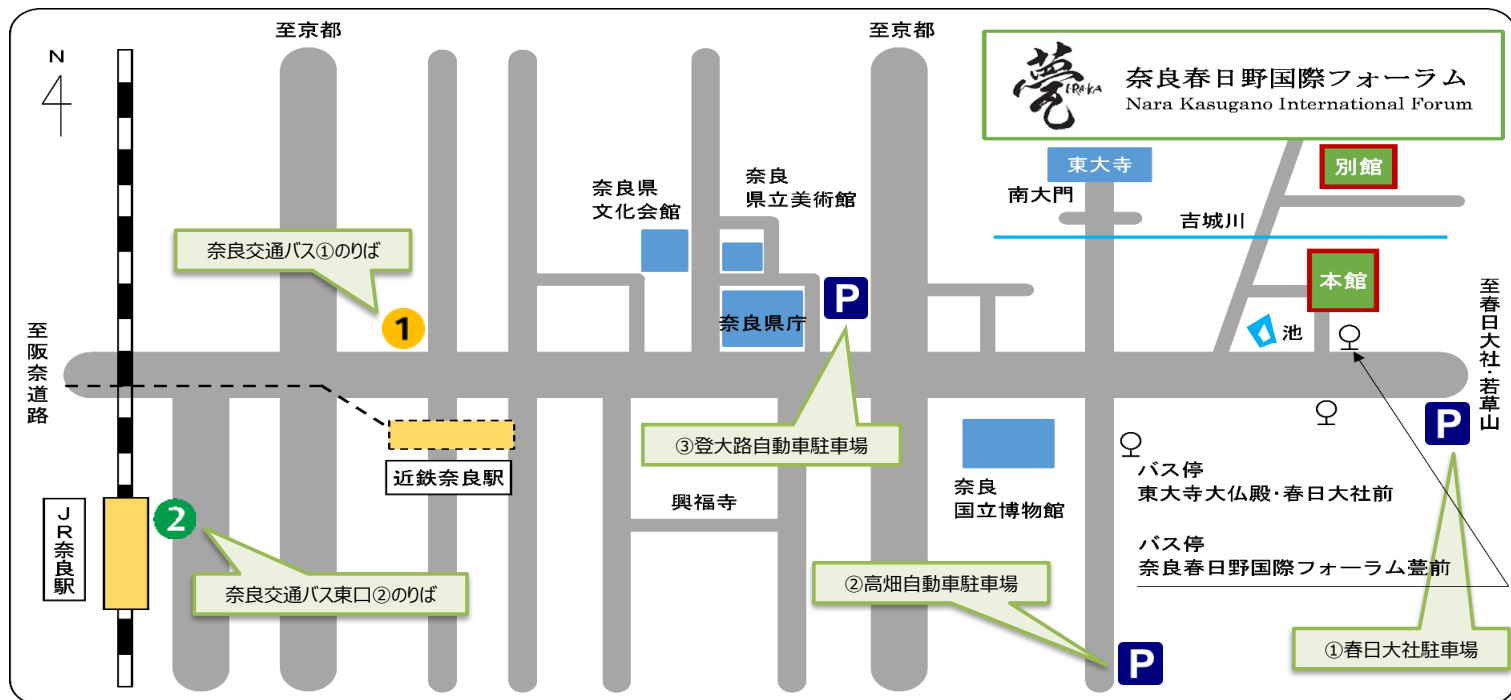 至京都
至京都
N
甍
IRAKA
奈良春日野国際フォーラム
Nara Kasugano International Forum
東大寺
別館
奈良県
文化会館
奈良
県立美術館
南大門
吉城川
奈良交通バス①のりば
本館
P
奈良県庁
1
池
至春日大社・若草山
至阪奈道路
P
③登大路自動車駐車場
近鉄奈良駅
バス停
東大寺大仏殿・春日大社前
奈良
国立博物館
興福寺
JR奈良駅
2
バス停
奈良春日野国際フォーラム甍前
②高畑自動車駐車場
奈良交通バス東口②のりば
①春日大社駐車場
P